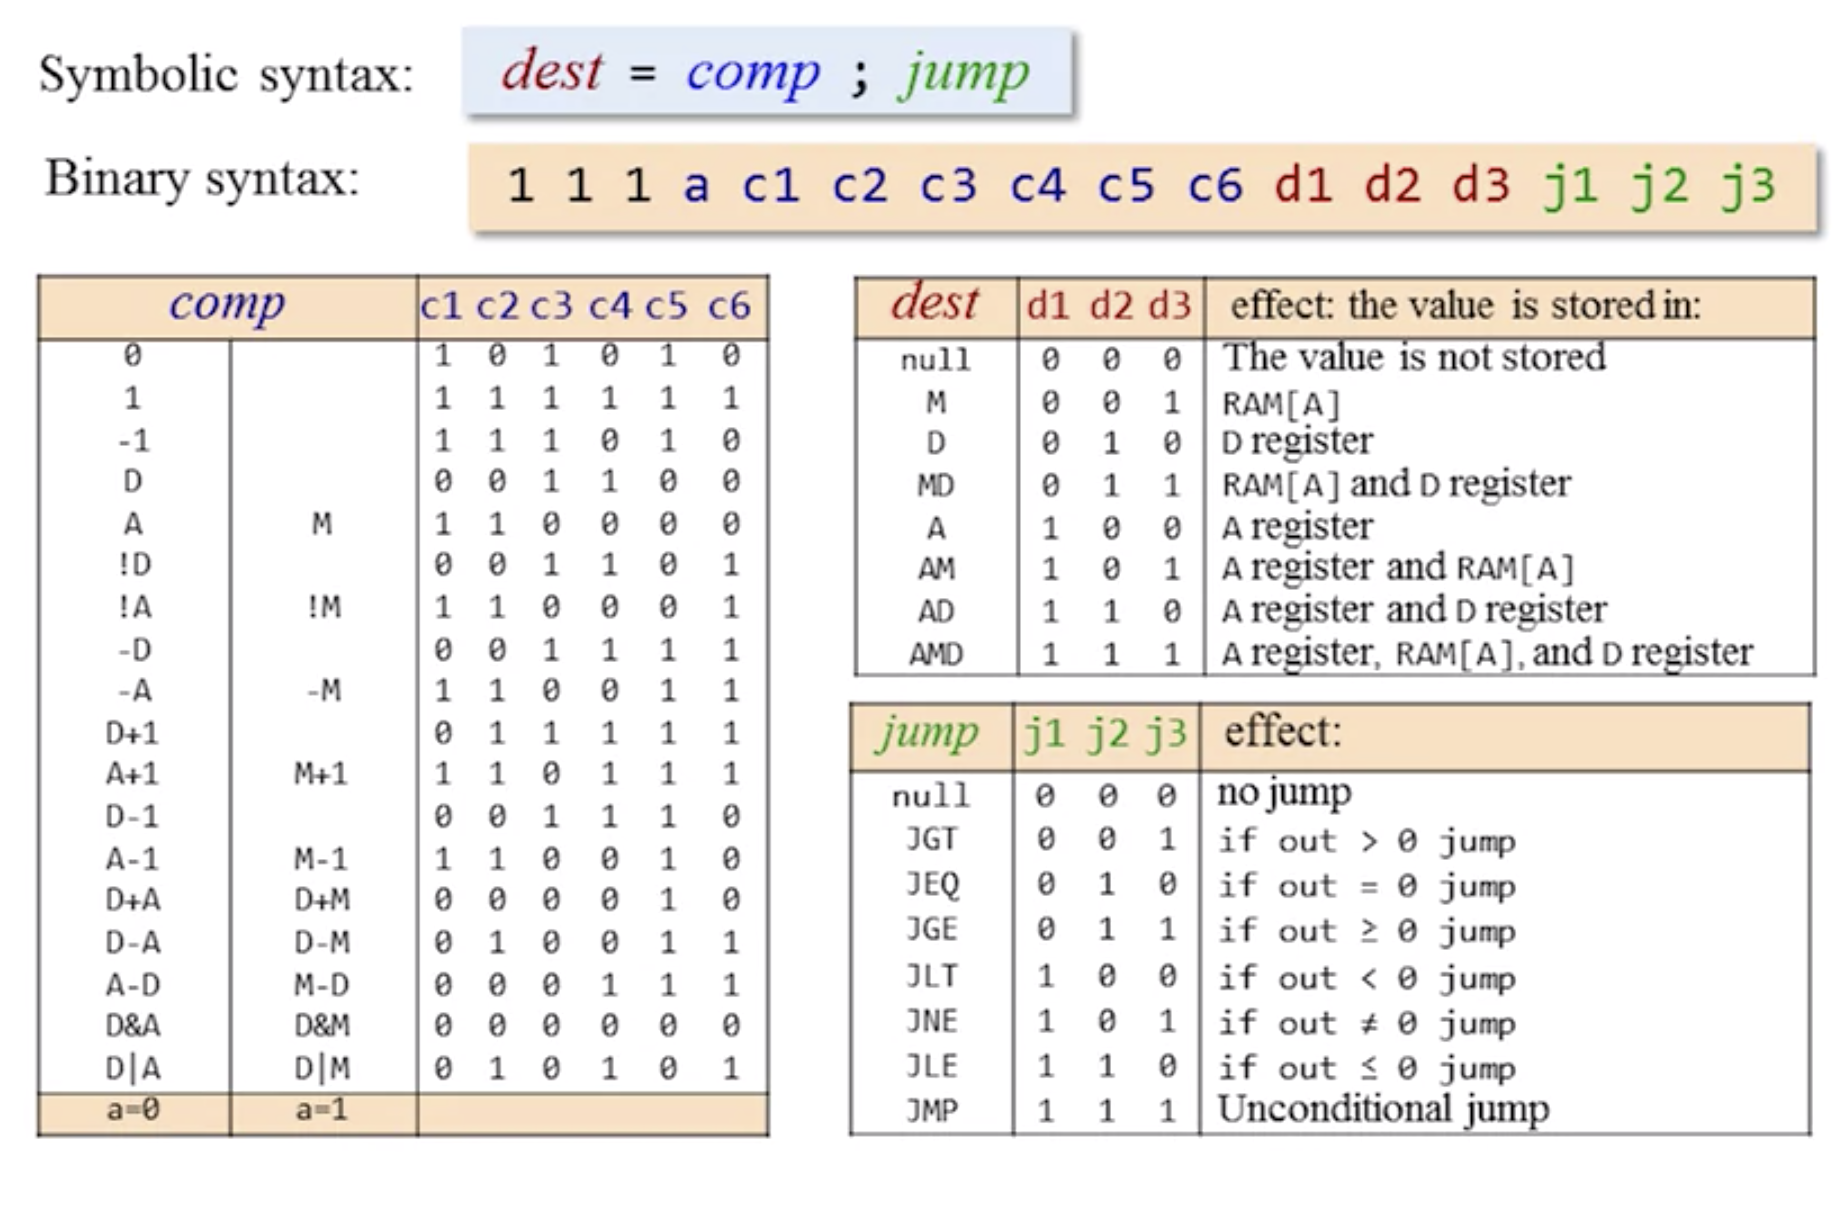 Symbolic syntax: dest = comp ; jump
Binary syntax: 1 1 1 a c1 c2 c3 c4 c5 c6 d1 d2 d3 j1 j2 j3
comp c1 c2 c3 c4 c5 c6
0 1 0 1 0 1 0
1 1 1 1 1 1 1
-1 1 1 1 0 1 0
D 0 0 1 1 0 0
A M 1 1 0 0 0 0
!D 0 0 1 1 0 1
!A !M 1 1 0 0 0 1
-D 0 0 1 1 1 1
-A -M 1 1 0 0 1 1
D+1 0 1 1 1 1 1
A+1 M+1 1 1 0 1 1 1
D-1 0 0 1 1 1 0
A-1 M-1 1 1 0 0 1 0
D+A D+M 0 0 0 0 1 0
D-A D-M 0 1 0 0 1 1
A-D M-D 0 0 0 1 1 1
D&A D&M 0 0 0 0 0 0
D|A D|M 0 1 0 1 0 1
a=0 a=1
dest d1 d2 d3 effect: the value is stored in:
null 0 0 0 The value is not stored
M 0 0 1 RAM[A]
D 0 1 0 D register
MD 0 1 1 RAM[A] and D register
A 1 0 0 A register
AM 1 0 1 A register and RAM[A]
AD 1 1 0 A register and D register
AMD 1 1 1 A register, RAM[A], and D register
jump j1 j2 j3 effect:
null 0 0 0 no jump
JGT 0 0 1 if out > 0 jump
JEQ 0 1 0 if out = 0 jump
JGE 0 1 1 if out ≥ 0 jump
JLT 1 0 0 if out < 0 jump
JNE 1 0 1 if out ≠ 0 jump
JLE 1 1 0 if out ≤ 0 jump
JMP 1 1 1 Unconditional jump